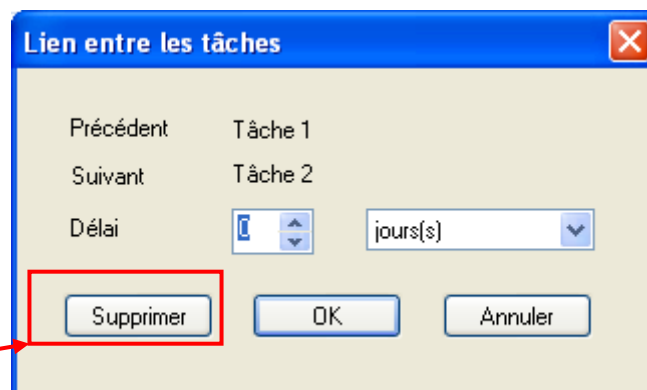 Lien entre les tâches
Précédent Tâche 1
Suivant Tâche 2
Délai 0 jours(s)
Supprimer OK Annuler